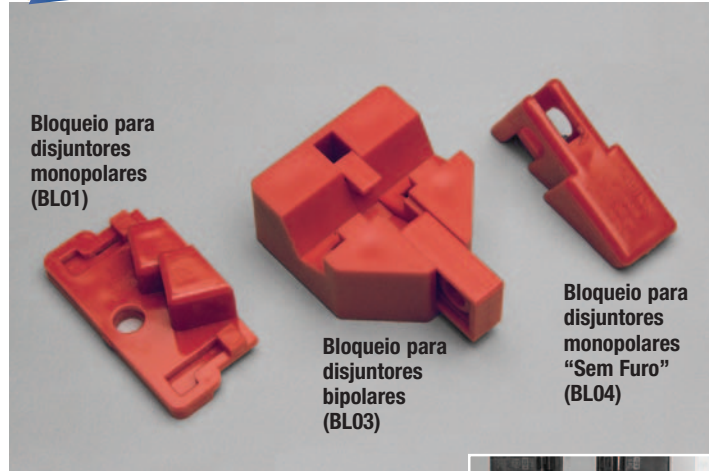 Bloqueio para
disjuntores
monopolares
(BL01)
Bloqueio para
disjuntores
bipolares
(BL03)
Bloqueio para
disjuntores
monopolares
“Sem Furo”
(BL04)